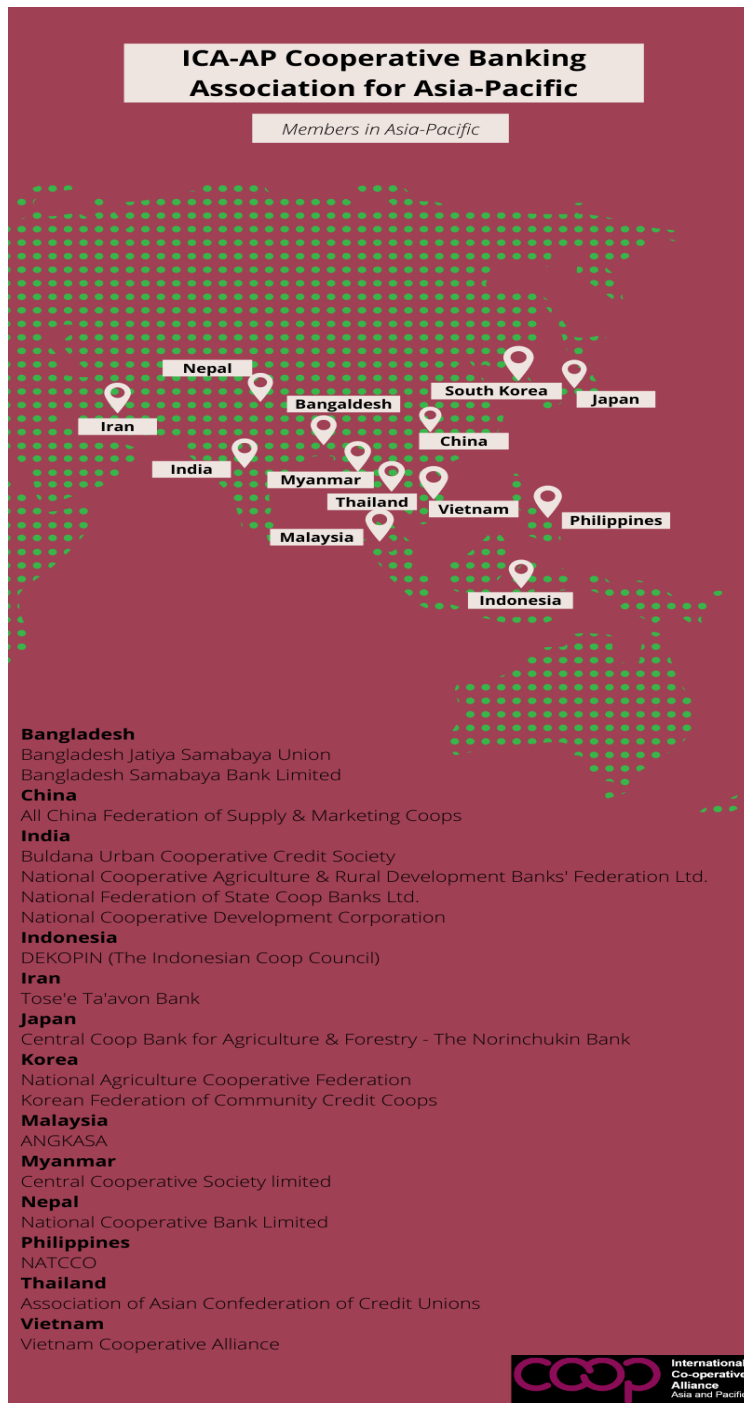 ICA-AP Cooperative Banking
Association for Asia-Pacific
Members in Asia-Pacific
Nepal
South Korea
Japan
Bangaldesh
Iran
China
India
Myanmar
Thailand
Vietnam
Philippines
Malaysia
Indonesia
Bangladesh
Bangladesh Jatiya Samabaya Union
Bangladesh Samabaya Bank Limited
China
All China Federation of Supply & Marketing Coops
India
Buldana Urban Cooperative Credit Society
National Cooperative Agriculture & Rural Development Banks' Federation Ltd.
National Federation of State Coop Banks Ltd.
National Cooperative Development Corporation
Indonesia
DEKOPIN (The Indonesian Coop Council)
Iran
Tose'e Ta'avon Bank
Japan
Central Coop Bank for Agriculture & Forestry - The Norinchukin Bank
Korea
National Agriculture Cooperative Federation
Korean Federation of Community Credit Coops
Malaysia
ANGKASA
Myanmar
Central Cooperative Society limited
Nepal
National Cooperative Bank Limited
Philippines
NATCCO
Thailand
Association of Asian Confederation of Credit Unions
Vietnam
Vietnam Cooperative Alliance
coop
International
Co-operative
Alliance
Asia and Pacific